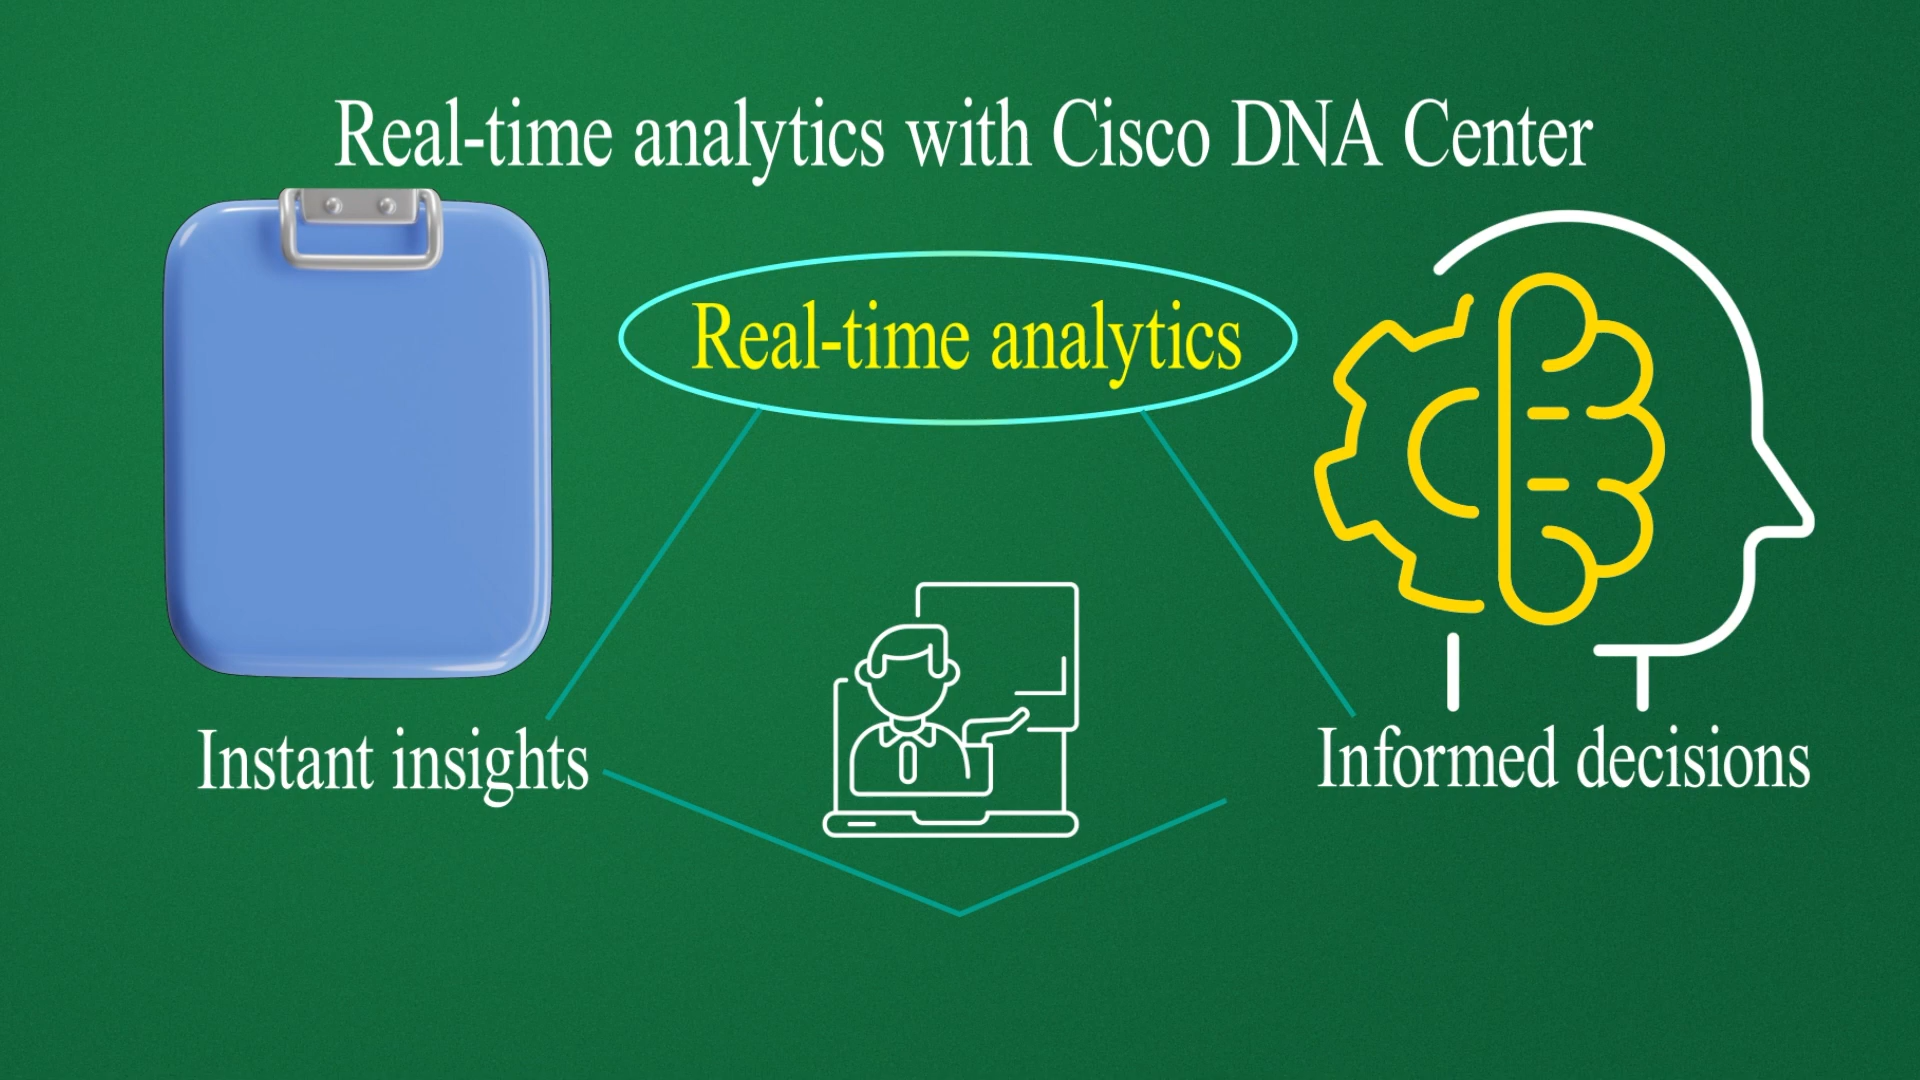 Real-time analytics with Cisco DNA Center
Real-time analytics
Instant insights
Informed decisions